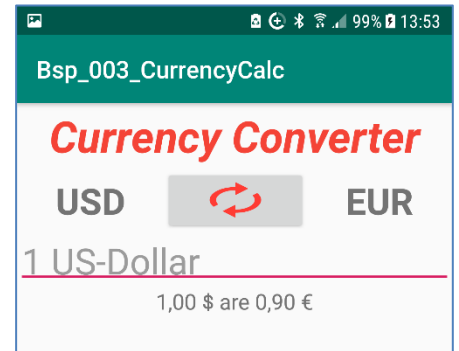 99% 13:53
Bsp_003_CurrencyCalc
Currency Converter
USD EUR
1 US-Dollar
1,00 $ are 0,90 €